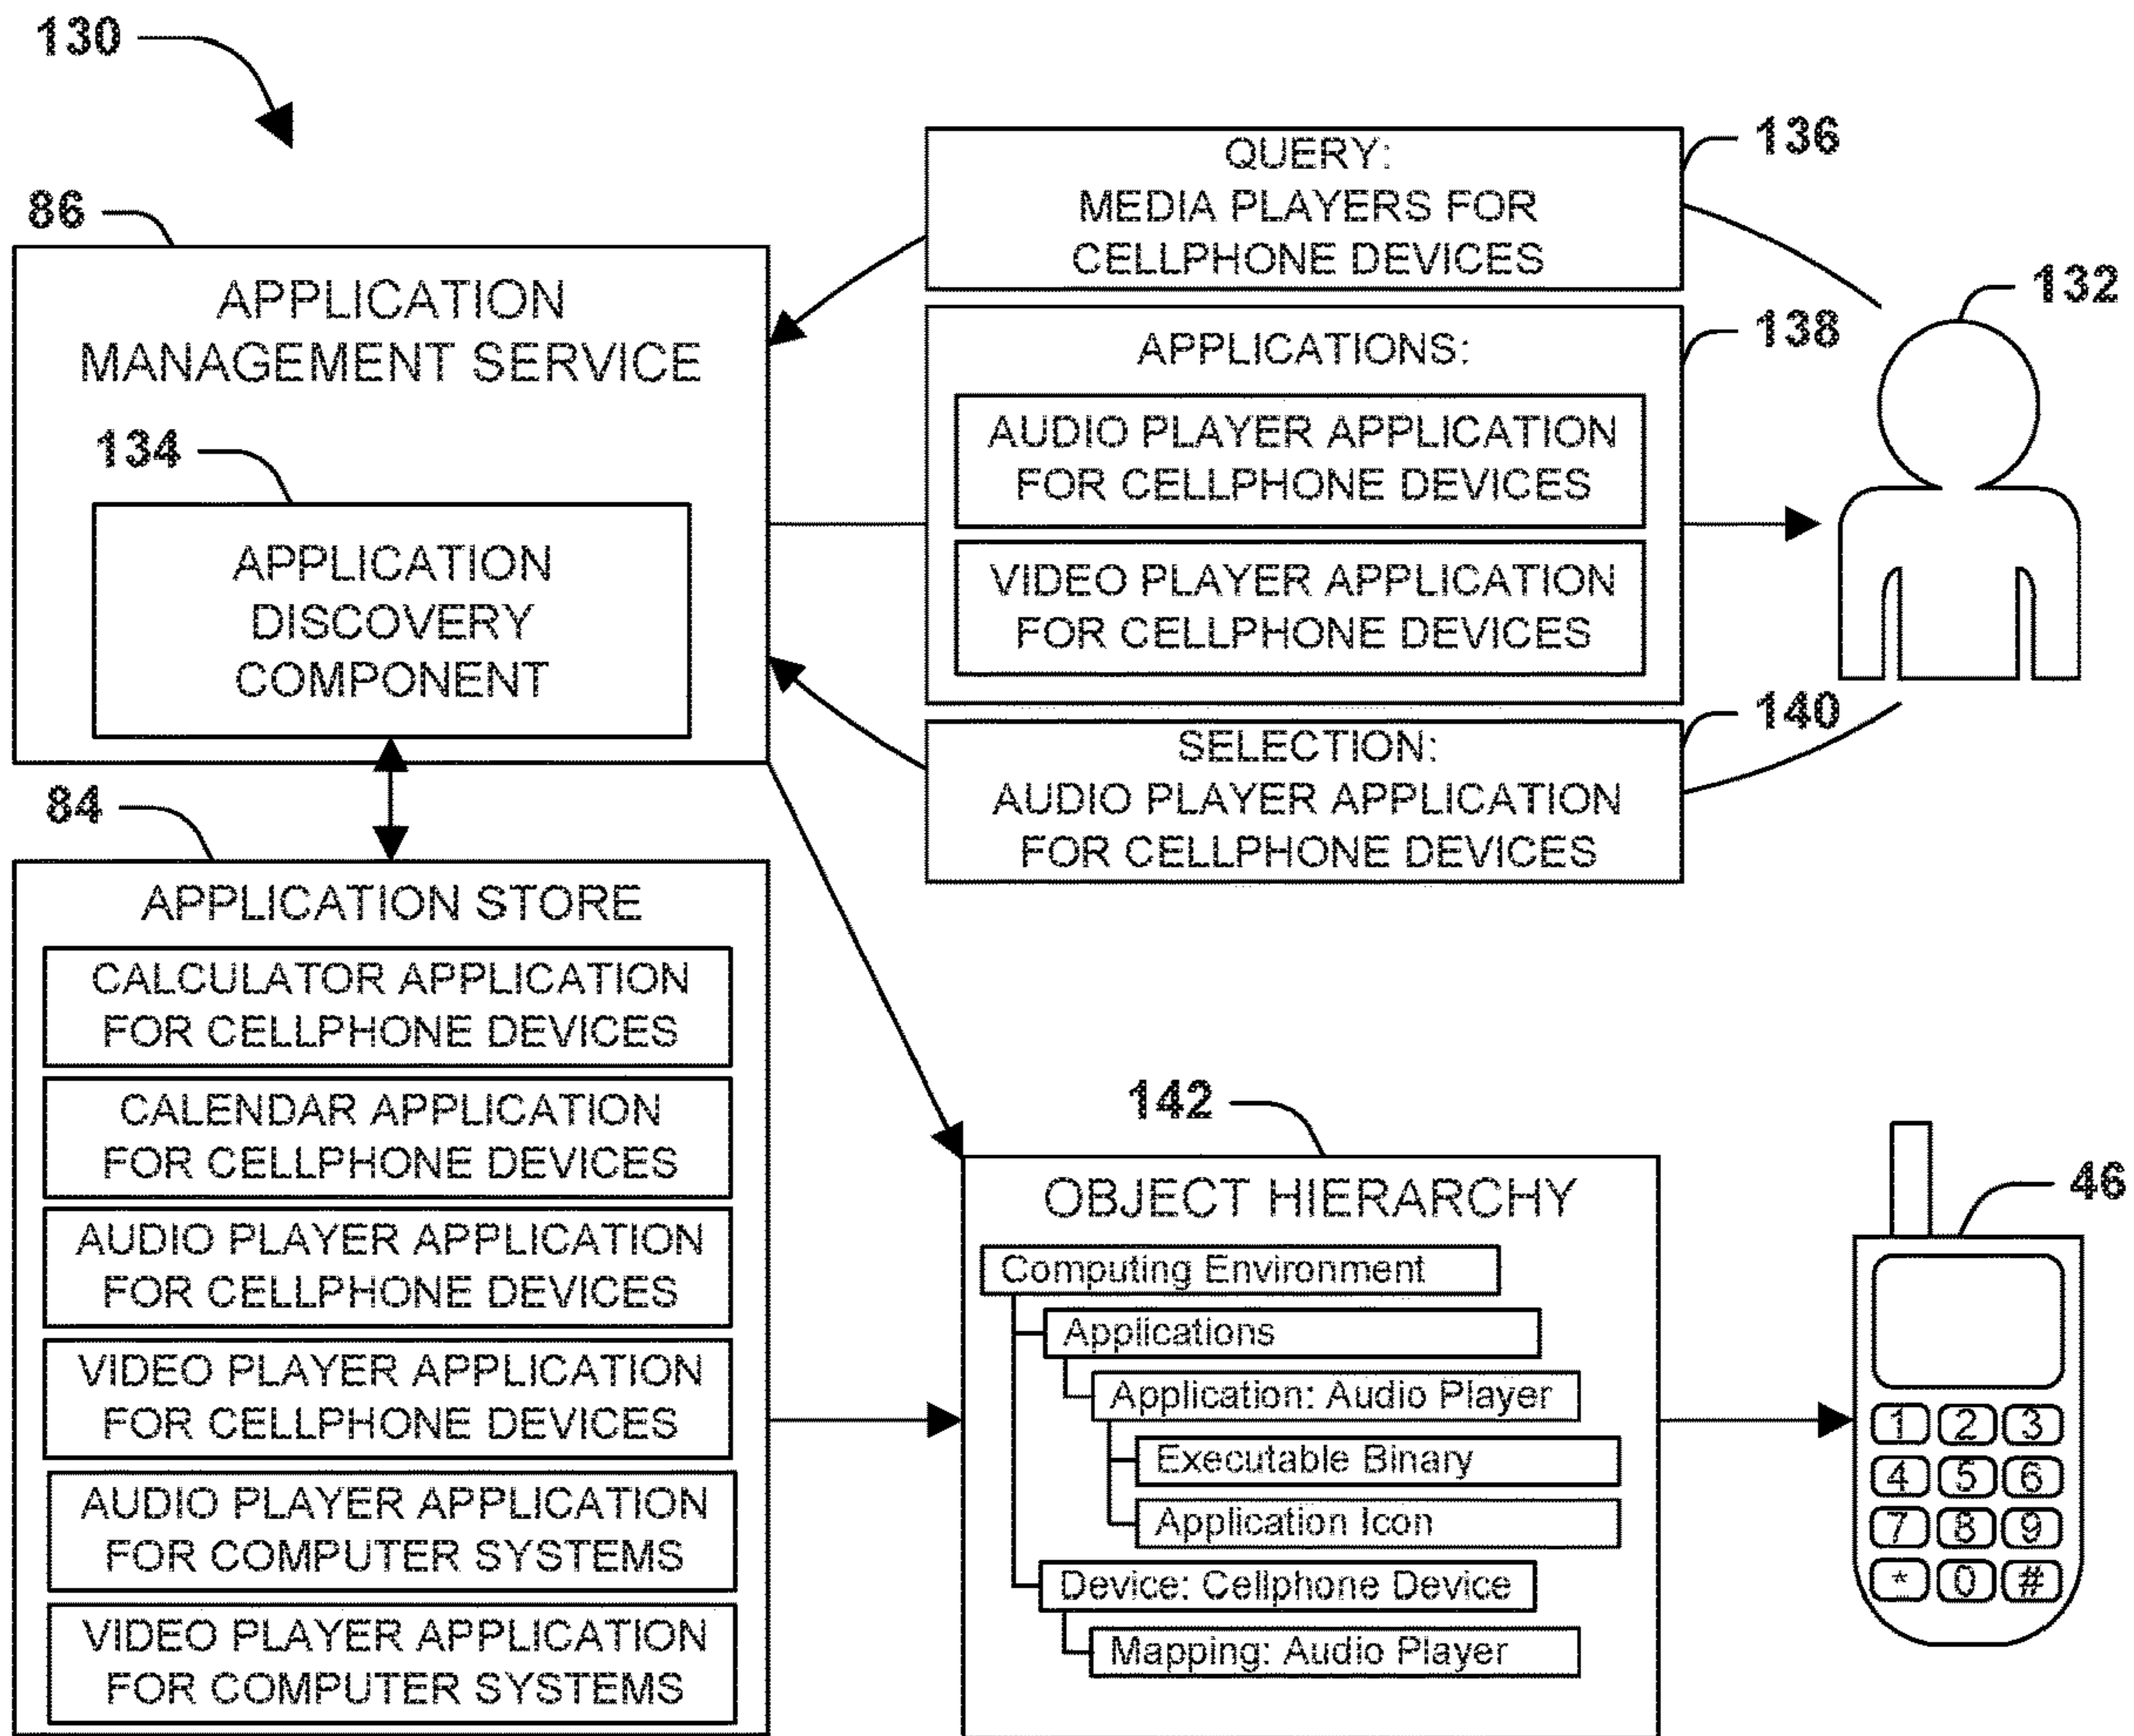 130
86
APPLICATION
MANAGEMENT SERVICE
134
APPLICATION
DISCOVERY
COMPONENT
136
QUERY:
MEDIA PLAYERS FOR
CELLPHONE DEVICES
138
APPLICATIONS:
AUDIO PLAYER APPLICATION
FOR CELLPHONE DEVICES
VIDEO PLAYER APPLICATION
FOR CELLPHONE DEVICES
132
140
SELECTION:
AUDIO PLAYER APPLICATION
FOR CELLPHONE DEVICES
84
APPLICATION STORE
CALCULATOR APPLICATION
FOR CELLPHONE DEVICES
CALENDAR APPLICATION
FOR CELLPHONE DEVICES
AUDIO PLAYER APPLICATION
FOR CELLPHONE DEVICES
VIDEO PLAYER APPLICATION
FOR CELLPHONE DEVICES
AUDIO PLAYER APPLICATION
FOR COMPUTER SYSTEMS
VIDEO PLAYER APPLICATION
FOR COMPUTER SYSTEMS
142
OBJECT HIERARCHY
Computing Environment
Applications
Application: Audio Player
Executable Binary
Application Icon
Device: Cellphone Device
Mapping: Audio Player
46
1 2 3
4 5 6
7 8 9
* 0 #